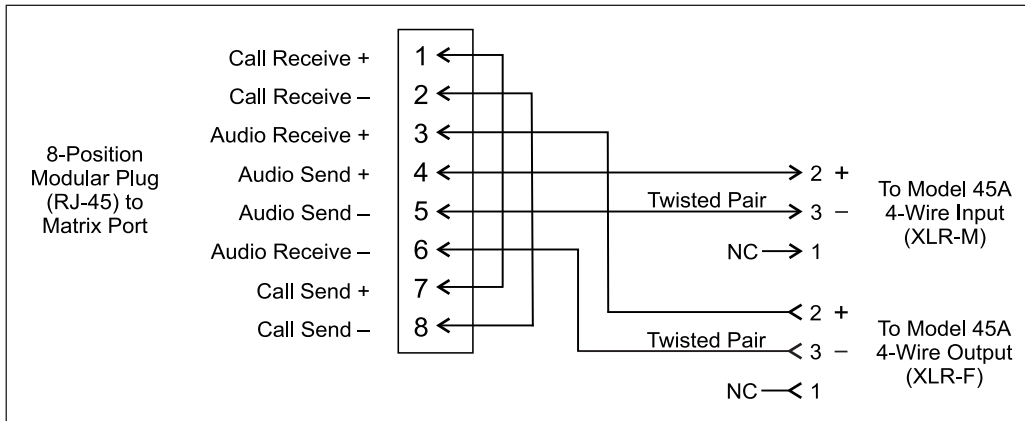 8-Position
Modular Plug
(RJ-45) to
Matrix Port
Call Receive + 1
Call Receive – 2
Audio Receive + 3
Audio Send + 4
Audio Send – 5
Audio Receive – 6
Call Send + 7
Call Send – 8
2 +
Twisted Pair 3 –
NC 1
To Model 45A
4-Wire Input
(XLR-M)
2 +
Twisted Pair 3 –
NC 1
To Model 45A
4-Wire Output
(XLR-F)